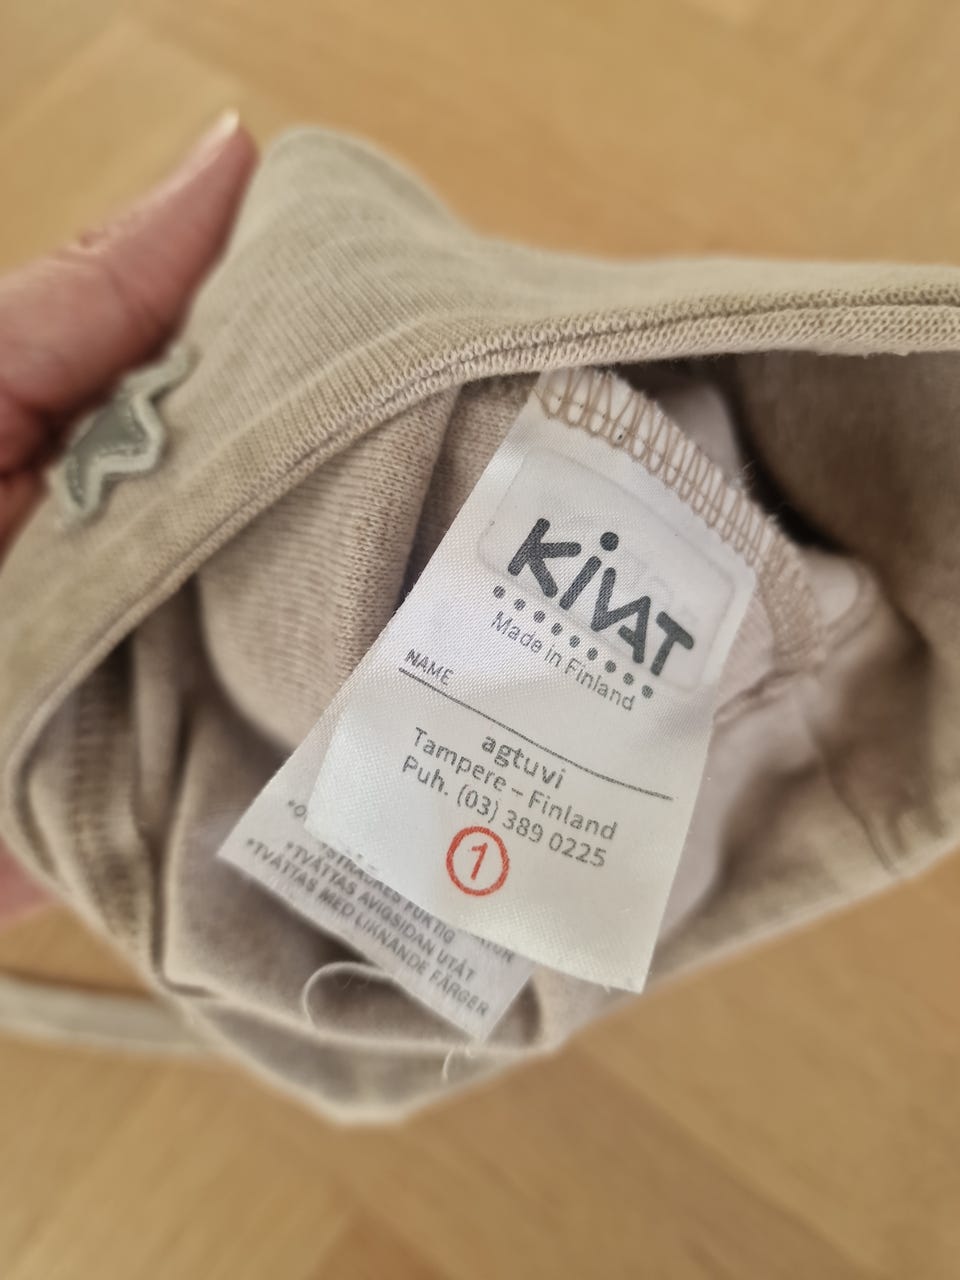 KiVAT
Made in Finland
NAME
agtuvi
Tampere – Finland
Puh. (03) 389 0225
1
FUKTIG
*TVÄTTAS AVIGSIDAN UTÅT
*TVÄTTAS MED LIKNANDE FÄRGER